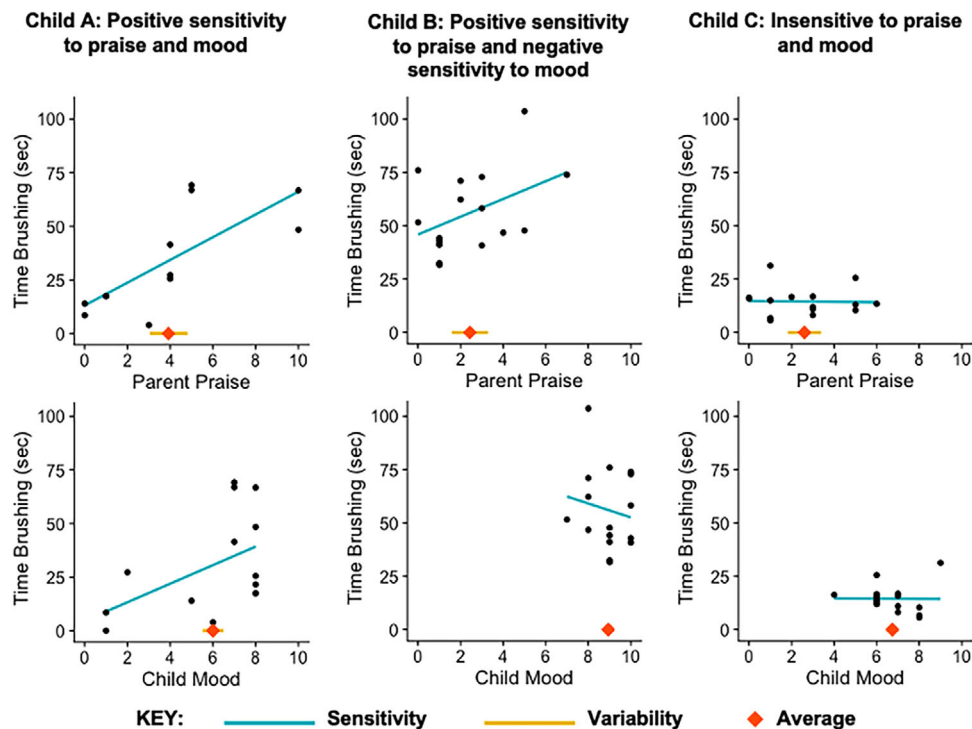 Child A: Positive sensitivity
to praise and mood
Child B: Positive sensitivity
to praise and negative
sensitivity to mood
Child C: Insensitive to praise
and mood
Time Brushing (sec)
100
75
50
25
0
0 2 4 6 8 10
Parent Praise
Time Brushing (sec)
100
75
50
25
0
0 2 4 6 8 10
Parent Praise
Time Brushing (sec)
100
75
50
25
0
0 2 4 6 8 10
Parent Praise
Time Brushing (sec)
100
75
50
25
0
0 2 4 6 8 10
Child Mood
Time Brushing (sec)
100
75
50
25
0
0 2 4 6 8 10
Child Mood
Time Brushing (sec)
100
75
50
25
0
0 2 4 6 8 10
Child Mood
KEY: Sensitivity Variability Average